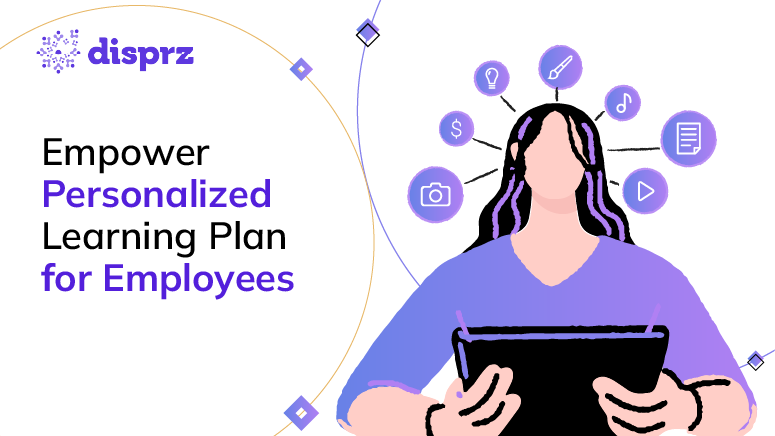 disprz
Empower
Personalized
Learning Plan
for Employees
$